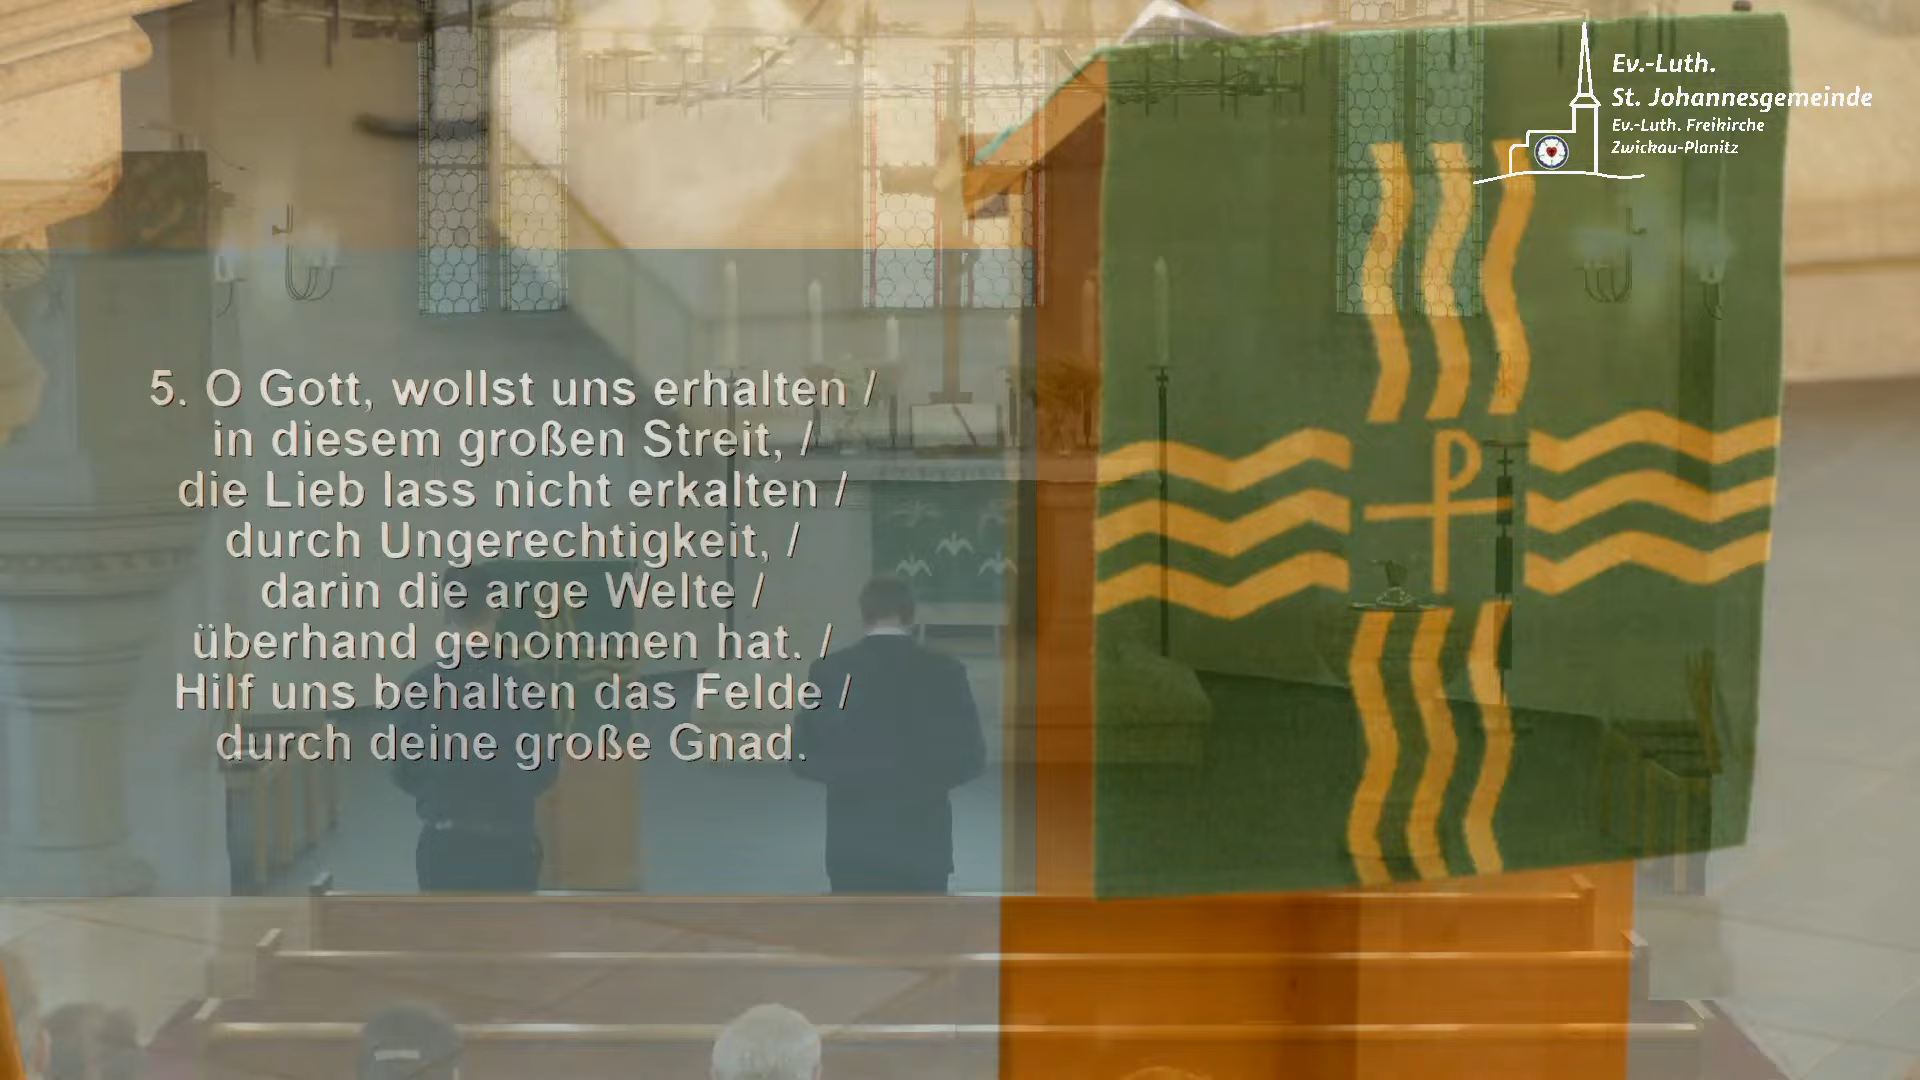 Ev.-Luth.
St. Johannesgemeinde
Ev.-Luth. Freikirche
Zwickau-Planitz
5. O Gott, wollst uns erhalten /
in diesem großen Streit, /
die Lieb lass nicht erkalten /
durch Ungerechtigkeit, /
darin die arge Welte /
überhand genommen hat. /
Hilf uns behalten das Felde /
durch deine große Gnad.